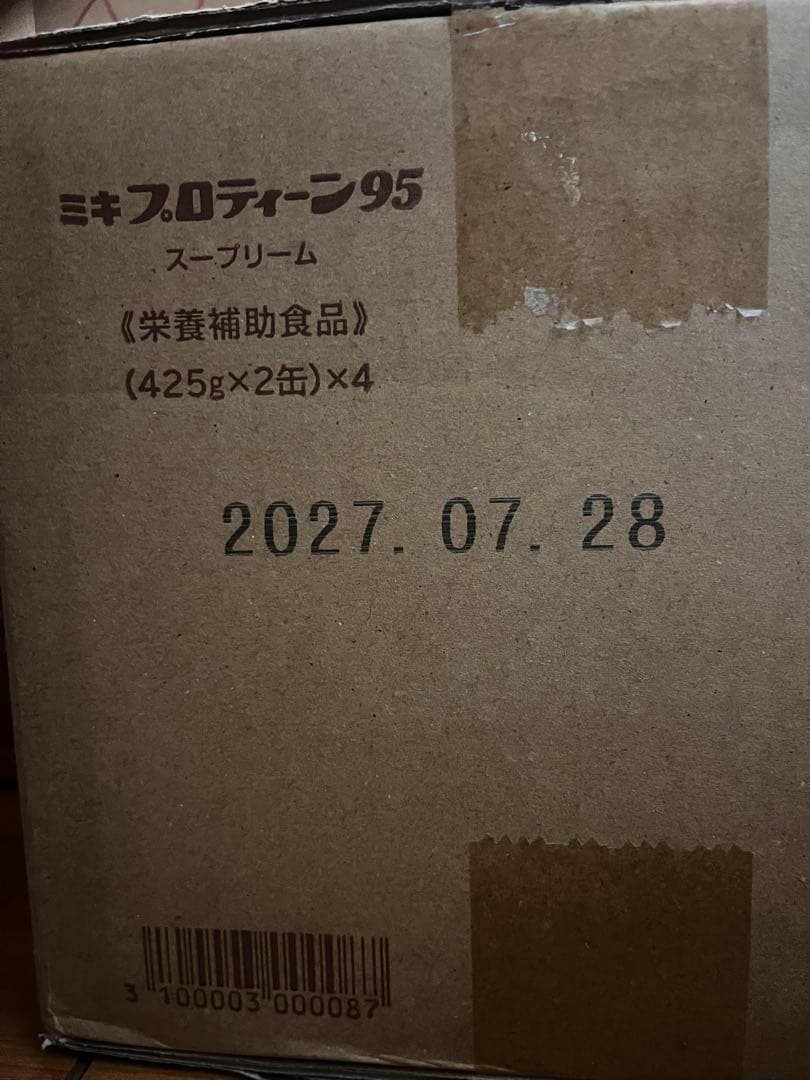 ミキプロティーン95
スープリーム
《栄養補助食品》
(425g×2缶)×4
2027. 07. 28
3 100003 000087